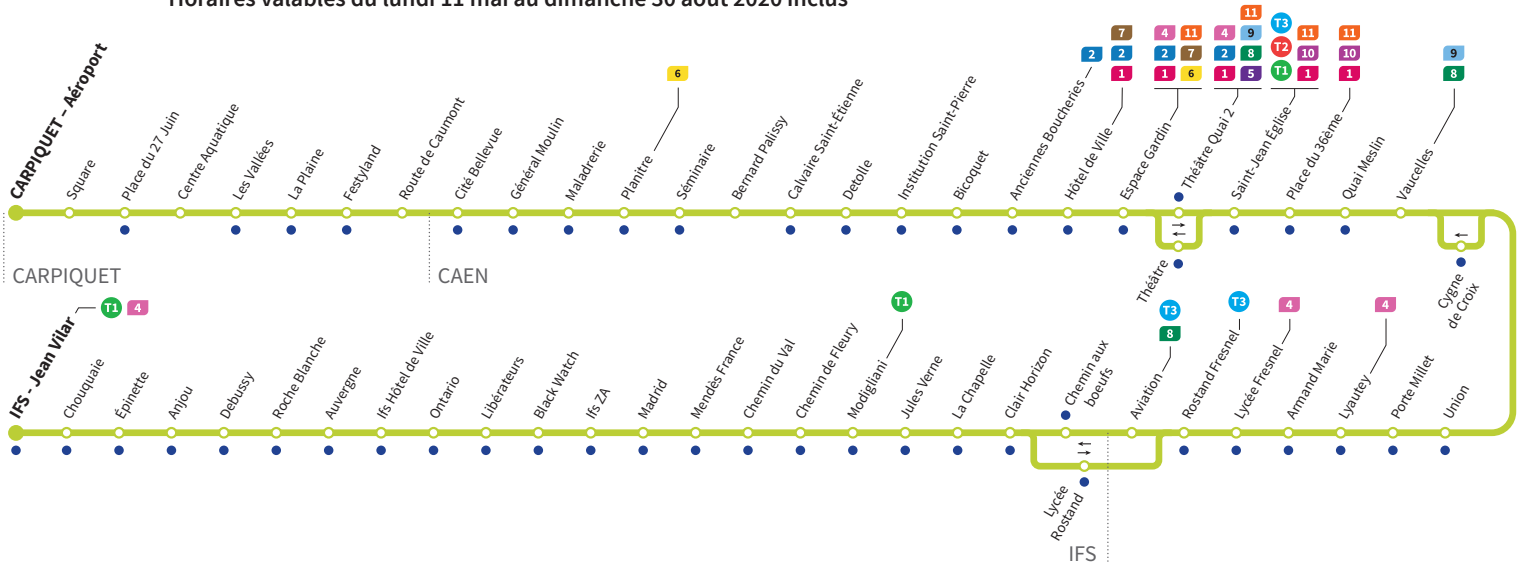 Horaires valables du lundi 11 mai au dimanche 30 août 2020 inclus
CARPIQUET – Aéroport
Square
Place du 27 Juin
Centre Aquatique
Les Vallées
La Plaine
Festyland
Route de Caumont
Cité Bellevue
Général Moulin
Maladrerie
Planitre
6
Séminaire
Bernard Palissy
Calvaire Saint-Étienne
Detolle
Institution Saint-Pierre
Bicoquet
Anciennes Boucheries
2
Hôtel de Ville
7
2
1
Espace Gardin
4 11
2 7
1 6
Théâtre Quai 2
11
4 9
2 8
1 5
Théâtre
Saint-Jean Église
T3
T2 11
T1 10
1
Place du 36ème
11
10
1
Quai Meslin
Vaucelles
9
8
Cygne
de Croix
CARPIQUET
CAEN
IFS - Jean Vilar
T1 4
Chouquaie
Épinette
Anjou
Debussy
Roche Blanche
Auvergne
Ifs Hôtel de Ville
Ontario
Libérateurs
Black Watch
Ifs ZA
Madrid
Mendès France
Chemin du Val
Chemin de Fleury
Modigliani
T1
Jules Verne
La Chapelle
Clair Horizon
Chemin aux
boeufs
Lycée
Rostand
Aviation
T3
8
Rostand Fresnel
T3
Lycée Fresnel
4
Armand Marie
Lyautey
4
Porte Millet
Union
IFS